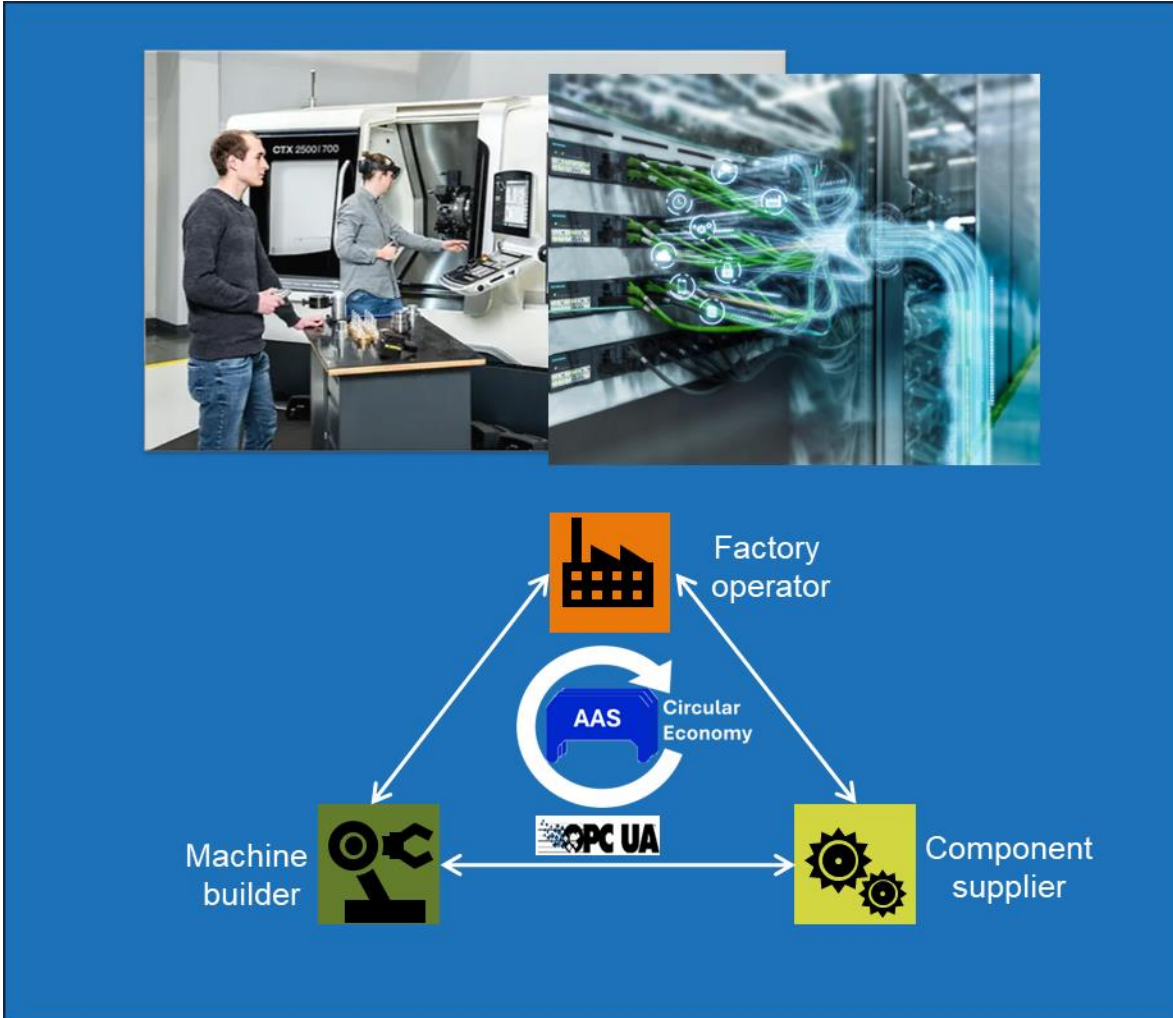 CTX 2500|700
Factory
operator
AAS
Circular
Economy
OPC UA
Machine
builder
Component
supplier